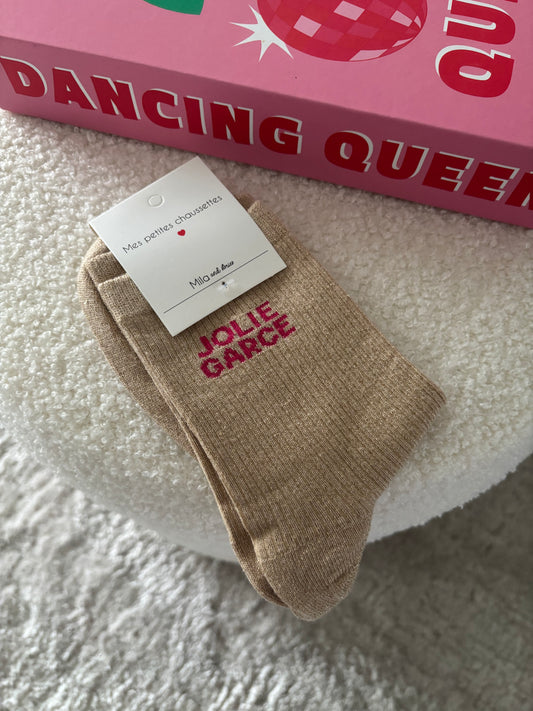 QU
DANCING QUEEN
Mes petites chaussettes
Mila
JOLIE
GARCE